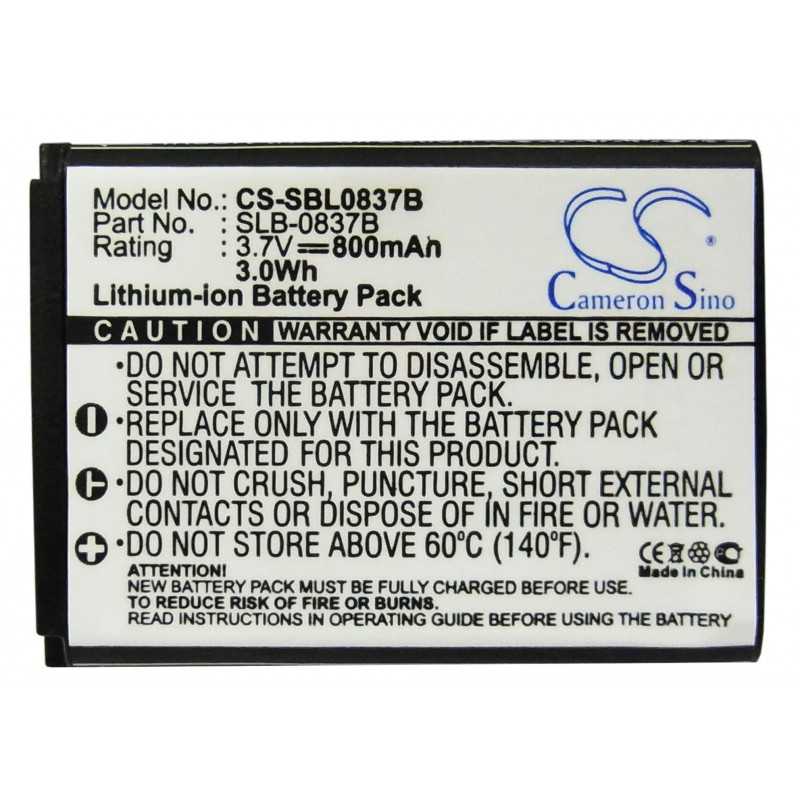 Model No.: CS-SBL0837B
Part No.: SLB-0837B
Rating : 3.7V ⎓ 800mAh
3.0Wh
Lithium-ion Battery Pack
CS
®
Cameron Sino
CAUTION WARRANTY VOID IF LABEL IS REMOVED
·DO NOT ATTEMPT TO DISASSEMBLE, OPEN OR
SERVICE THE BATTERY PACK.
·REPLACE ONLY WITH THE BATTERY PACK
SPECIFIED FOR YOUR EQUIPMENT.
·DO NOT CRUSH, PUNCTURE, SHORT EXTERNAL
CONTACTS OR DISPOSE OF IN FIRE OR WATER.
·DO NOT STORE ABOVE 60°C (140°F).
CE
Made In China
ATTENTION!
NEW BATTERY PACK MUST BE FULLY CHARGED BEFORE USE
TO REDUCE RISK OF FIRE OR BURNS.
READ INSTRUCTIONS IN OPERATING GUIDE BEFORE USING THE BATTERY